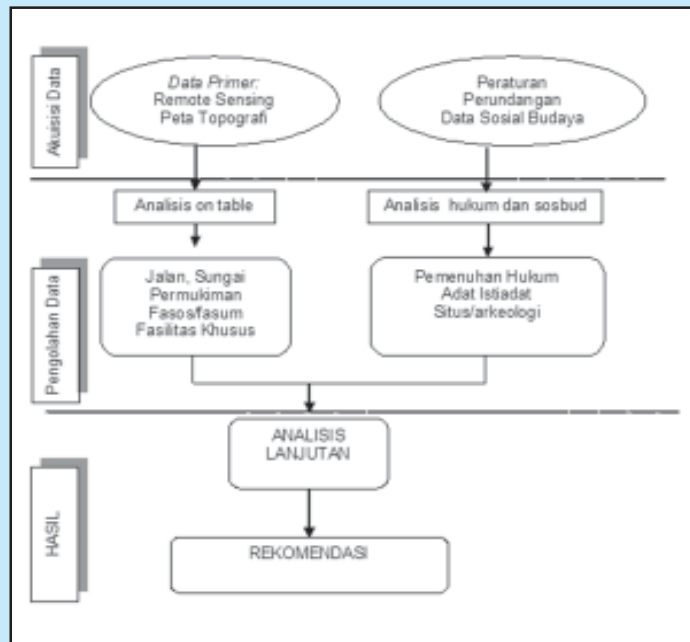 Akuisisi Data
Data Primer:
Remote Sensing
Peta Topografi
Peraturan
Perundangan
Data Sosial Budaya
Analisis on table
Analisis hukum dan sosbud
Pengolahan Data
Jalan, Sungai
Permukiman
Fasos/fasum
Fasilitas Khusus
Pemenuhan Hukum
Adat Istiadat
Situs/arkeologi
HASIL
ANALISIS
LANJUTAN
REKOMENDASI